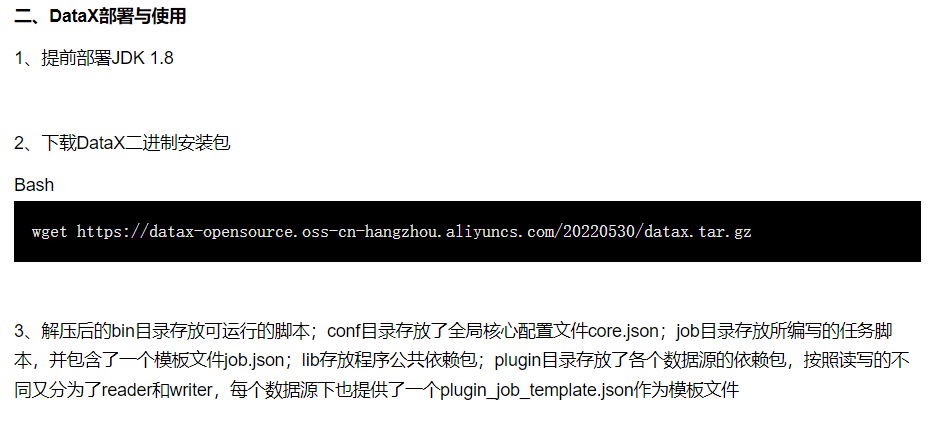 二、DataX部署与使用
1、提前部署JDK 1.8
2、下载DataX二进制安装包
Bash
wget https://datax-opensource.oss-cn-hangzhou.aliyuncs.com/20220530/datax.tar.gz
3、解压后的bin目录存放可运行的脚本；conf目录存放了全局核心配置文件core.json；job目录存放所编写的任务脚
本，并包含了一个模板文件job.json；lib存放程序公共依赖包；plugin目录存放了各个数据源的依赖包，按照读写的不
同又分为了reader和writer，每个数据源下也提供了一个plugin_job_template.json作为模板文件